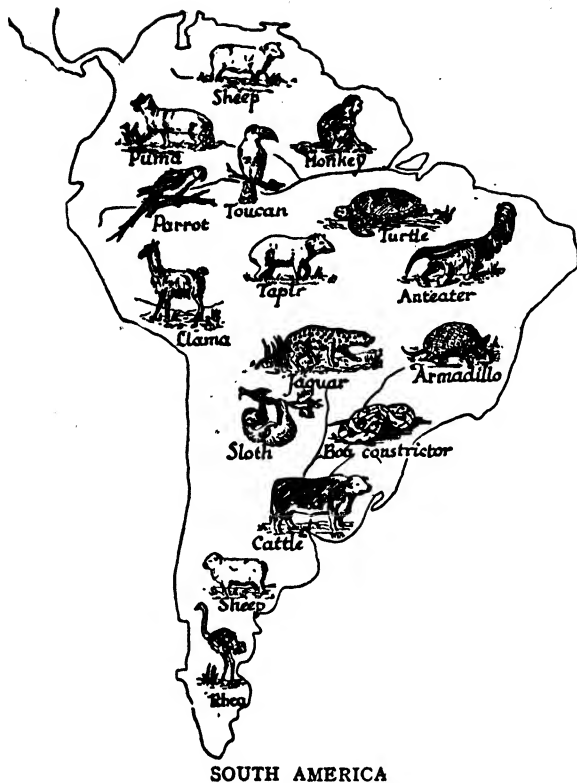 Sheep
Puma
Monkey
Toucan
Parrot
Turtle
Tapir
Anteater
Llama
Jaguar
Armadillo
Sloth
Boa constrictor
Cattle
Sheep
Rhea
SOUTH AMERICA